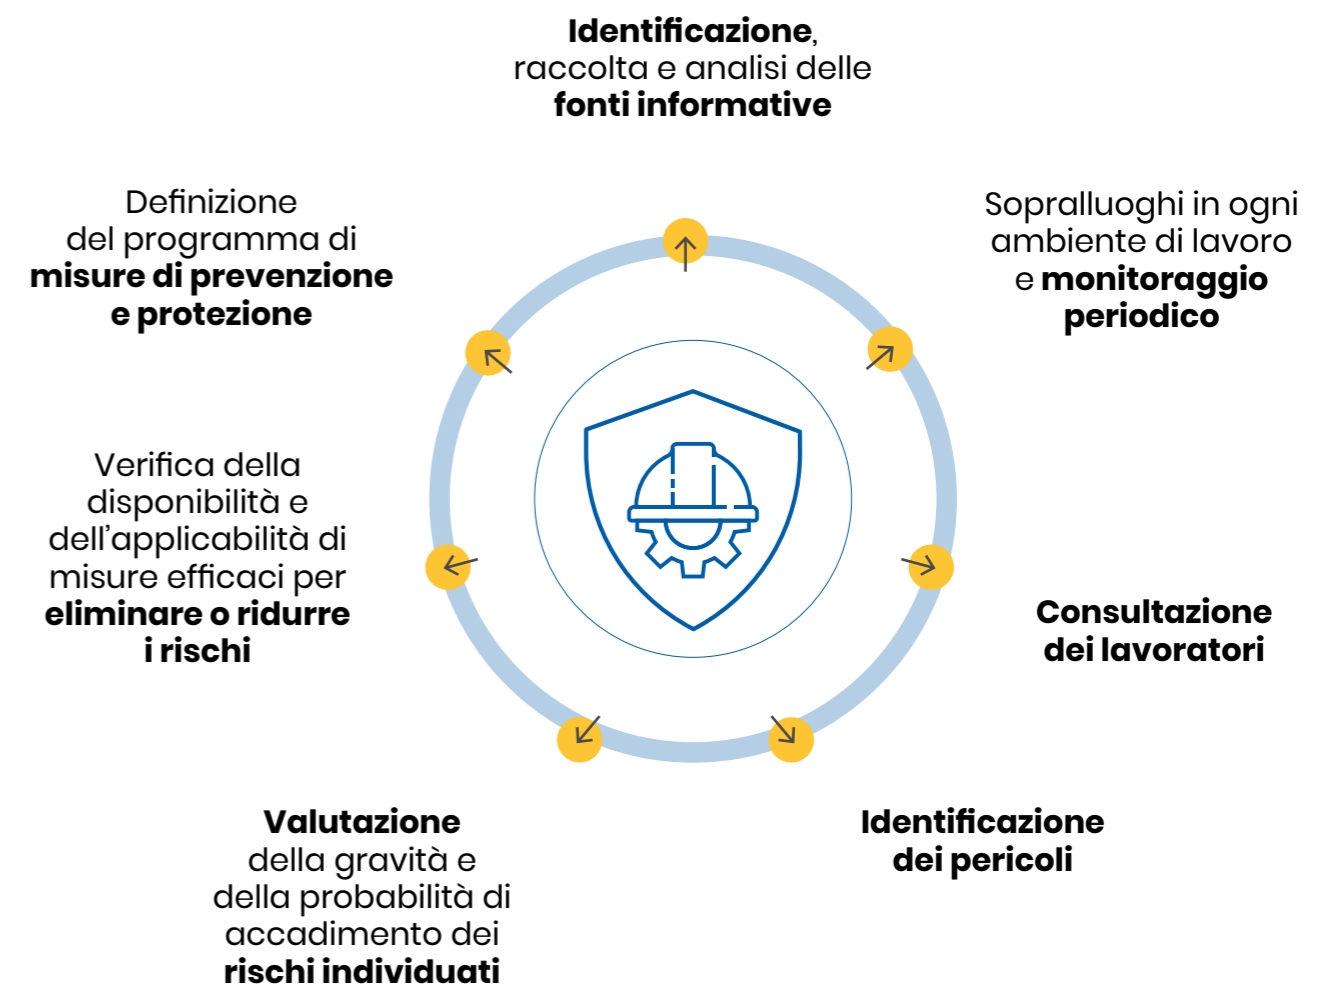 Identificazione,
raccolta e analisi delle
fonti informative
Sopralluoghi in ogni
ambiente di lavoro
e monitoraggio
periodico
Consultazione
dei lavoratori
Identificazione
dei pericoli
Valutazione
della gravità e
della probabilità di
accadimento dei
rischi individuati
Verifica della
disponibilità e
dell’applicabilità di
misure efficaci per
eliminare o ridurre
i rischi
Definizione
del programma di
misure di prevenzione
e protezione